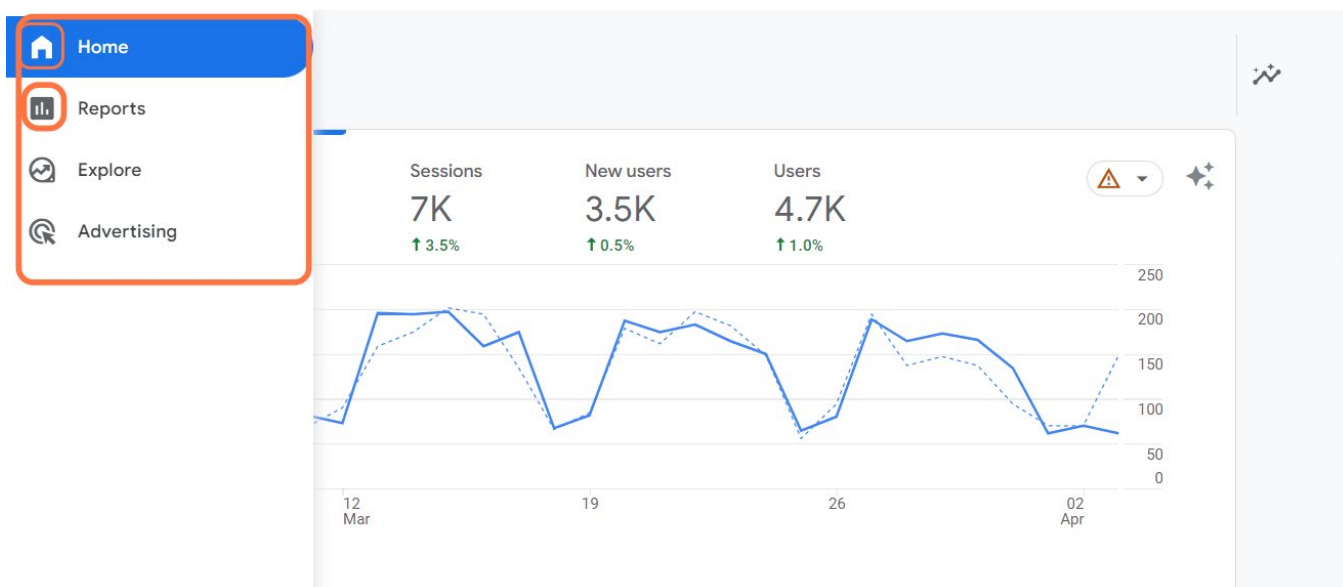 Home
Reports
Explore
Advertising
Sessions
7K
3.5%
New users
3.5K
0.5%
Users
4.7K
1.0%
250
200
150
100
50
0
12
Mar
19
26
02
Apr